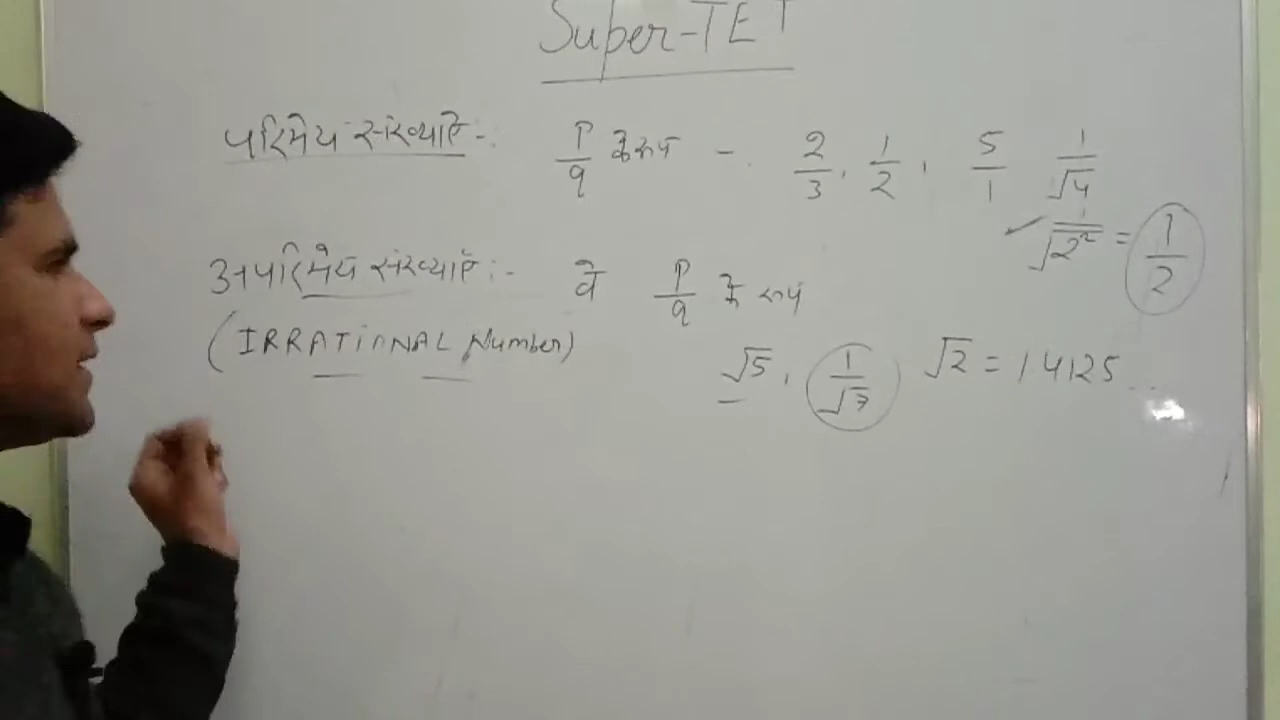 Super-TET
परिमेय संख्याऐं :- p/q के रूप - 2/3, 1/2, 5/1 1/√4
✓ 1/√2² = 1/2
अपरिमेय संख्याऐं :- वे p/q के रूप
(IRRATIONAL Number)
√5, 1/√7 √2 = 1 4125...